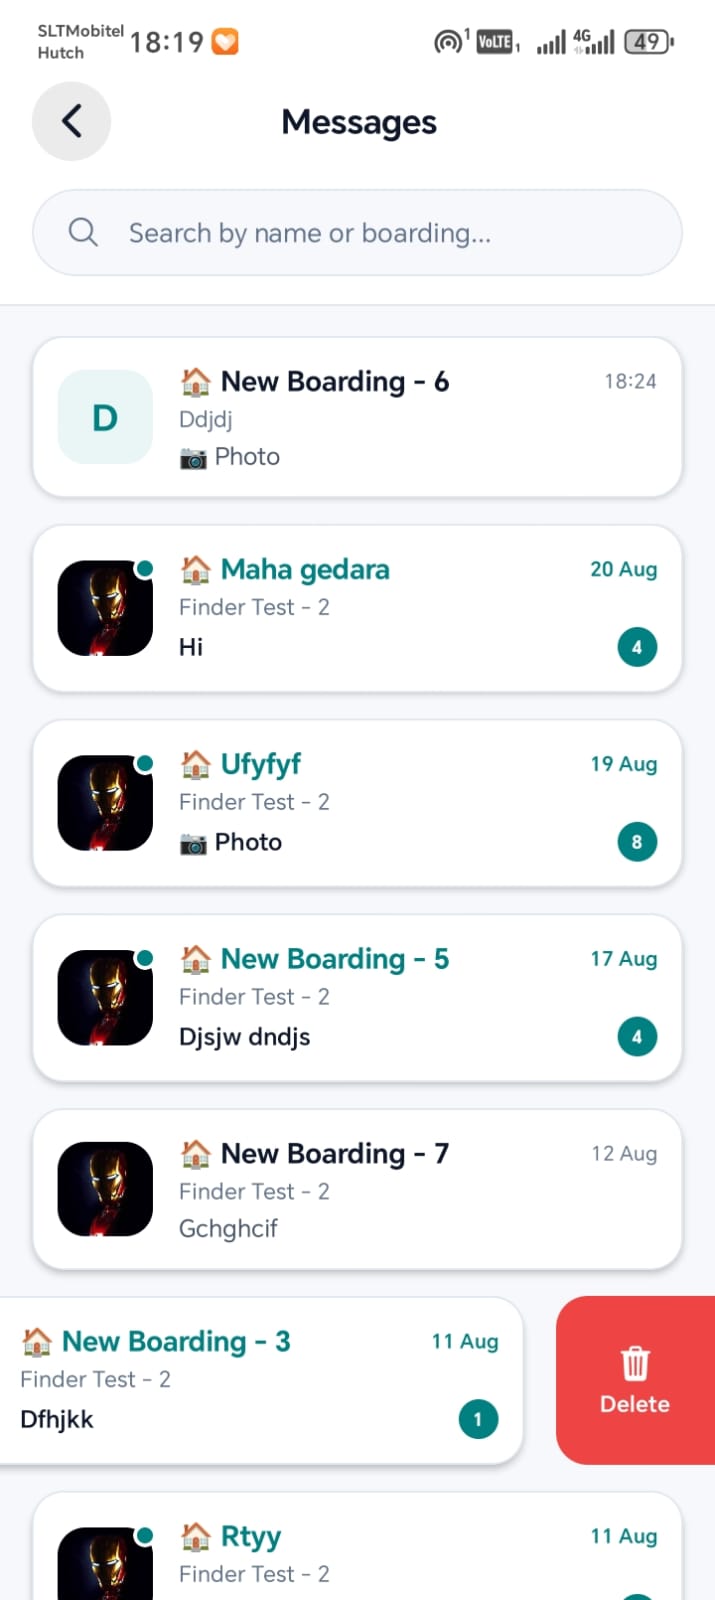 SLTMobitel
Hutch
18:19
1 VoLTE 1 4G 49
Messages
Search by name or boarding...
D
🏠 New Boarding - 6
18:24
Ddjdj
📷 Photo
🏠 Maha gedara
20 Aug
Finder Test - 2
Hi
4
🏠 Ufyfyf
19 Aug
Finder Test - 2
📷 Photo
8
🏠 New Boarding - 5
17 Aug
Finder Test - 2
Djsjw dndjs
4
🏠 New Boarding - 7
12 Aug
Finder Test - 2
Gchghcif
🏠 New Boarding - 3
11 Aug
Finder Test - 2
Dfhjkk
1
Delete
🏠 Rtyy
11 Aug
Finder Test - 2